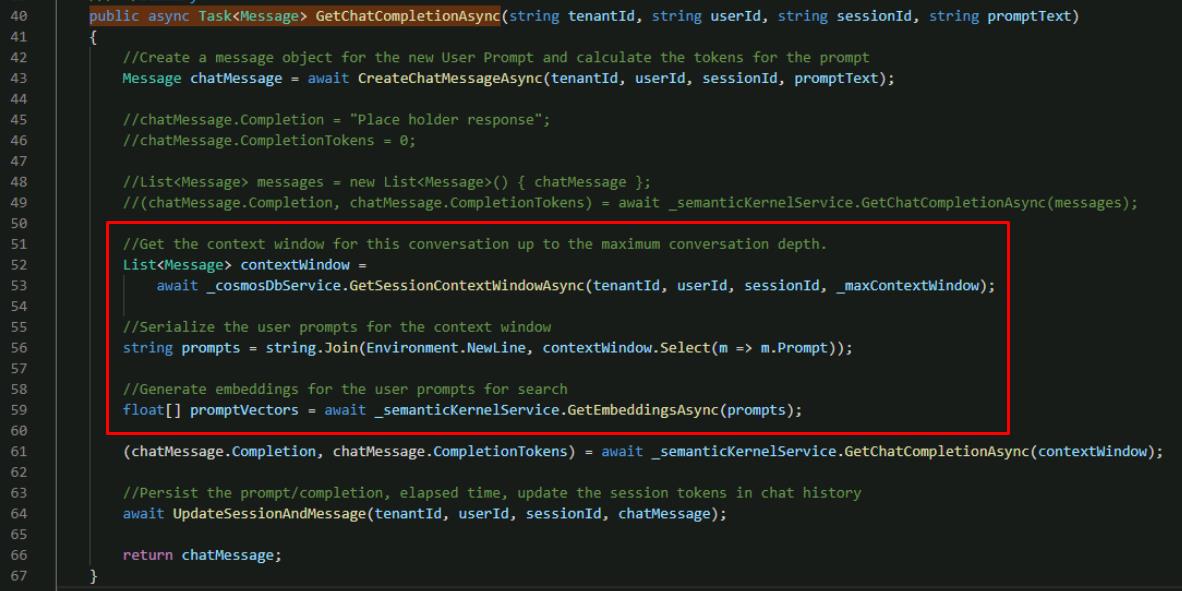 40 public async Task<Message> GetChatCompletionAsync(string tenantId, string userId, string sessionId, string promptText)
41 {
42 //Create a message object for the new User Prompt and calculate the tokens for the prompt
43 Message chatMessage = await CreateChatMessageAsync(tenantId, userId, sessionId, promptText);
44
45 //chatMessage.Completion = "Place holder response";
46 //chatMessage.CompletionTokens = 0;
47
48 //List<Message> messages = new List<Message>() { chatMessage };
49 //(chatMessage.Completion, chatMessage.CompletionTokens) = await _semanticKernelService.GetChatCompletionAsync(messages);
50
51 //Get the context window for this conversation up to the maximum conversation depth.
52 List<Message> contextWindow =
53 await _cosmosDbService.GetSessionContextWindowAsync(tenantId, userId, sessionId, _maxContextWindow);
54
55 //Serialize the user prompts for the context window
56 string prompts = string.Join(Environment.NewLine, contextWindow.Select(m => m.Prompt));
57
58 //Generate embeddings for the user prompts for search
59 float[] promptVectors = await _semanticKernelService.GetEmbeddingsAsync(prompts);
60
61 (chatMessage.Completion, chatMessage.CompletionTokens) = await _semanticKernelService.GetChatCompletionAsync(contextWindow);
62
63 //Persist the prompt/completion, elapsed time, update the session tokens in chat history
64 await UpdateSessionAndMessage(tenantId, userId, sessionId, chatMessage);
65
66 return chatMessage;
67 }